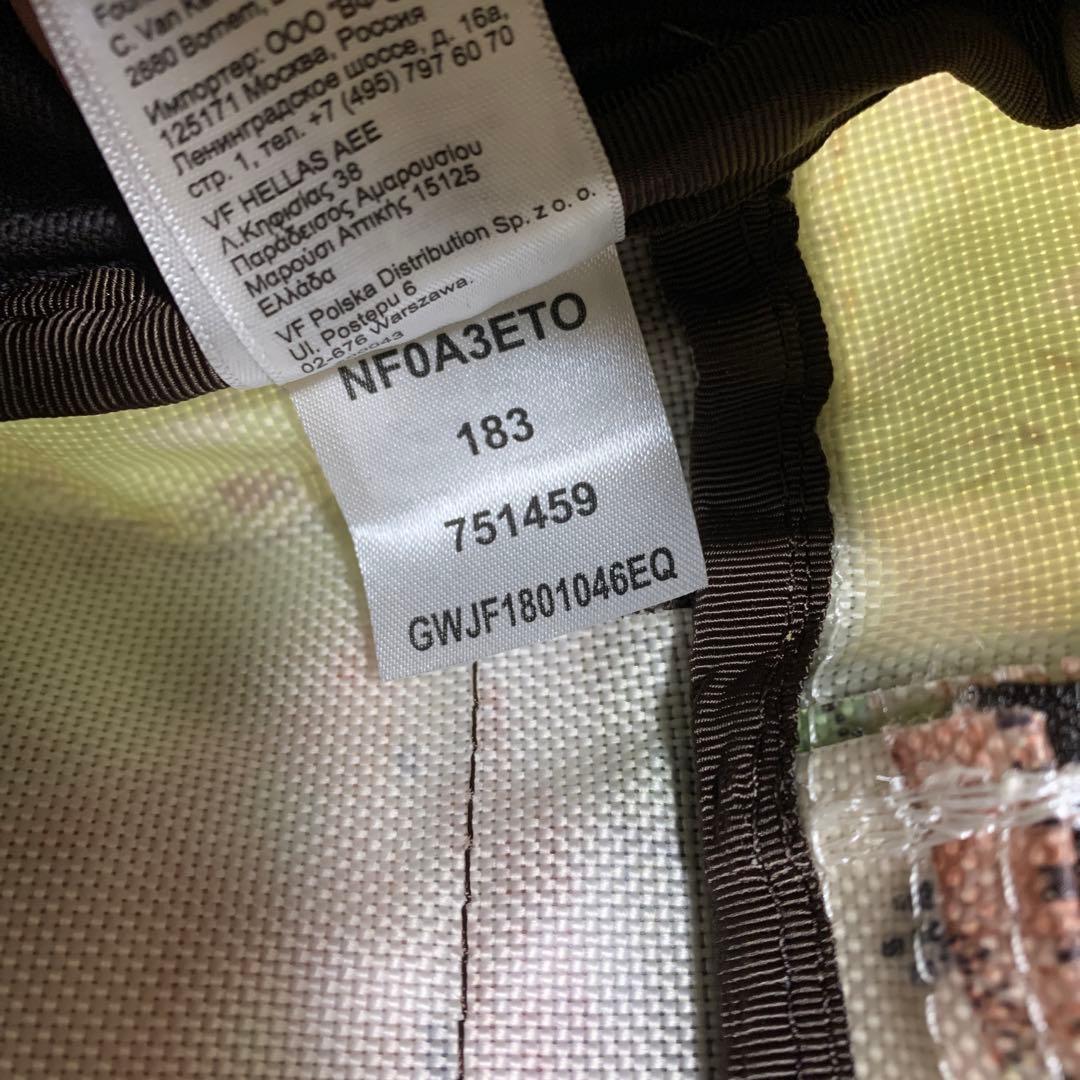 C. Van
2880 Bornem,
Импортер: ООО "ВФ
125171 Москва, Россия
Ленинградское шоссе, д. 16а,
стр. 1, тел. +7 (495) 797 60 70
VF HELLAS AEE
Λ.Κηφισίας 38
Παράδεισος Αμαρουσίου
Μαρούσι Αττικής 15125
Ελλάδα
VF Polska Distribution Sp. z o. o.
Ul. Postępu 6
02-676 Warszawa.
NF0A3ETO
183
751459
GWJF1801046EQ